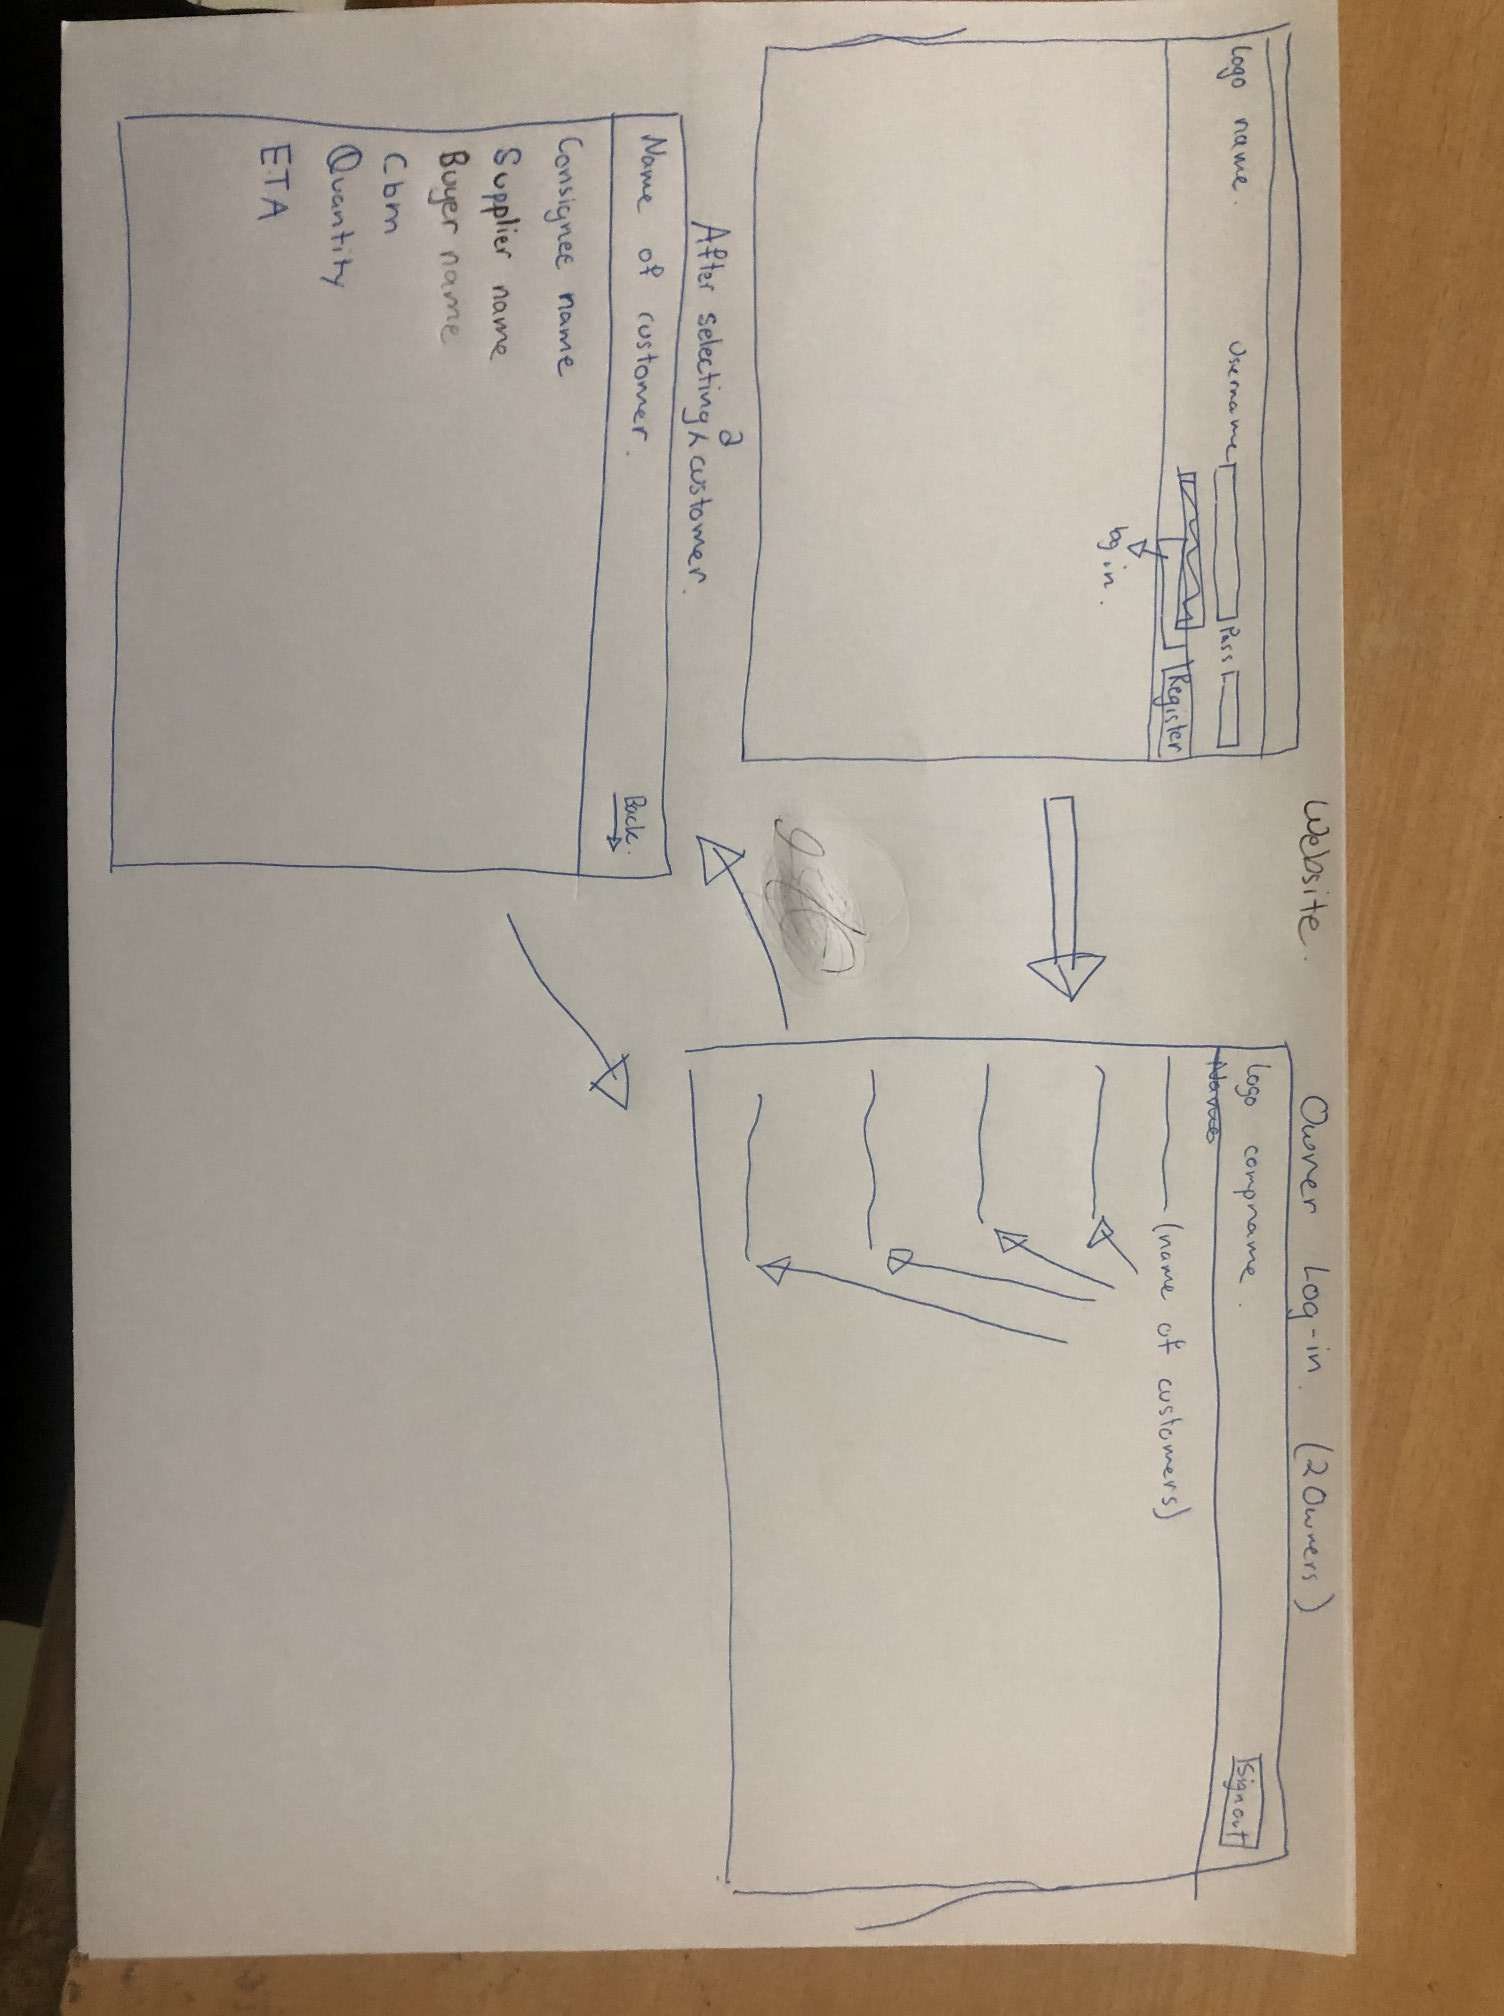 Website.
Logo name.
Username
Pass
Register
log in.
Owner Log-in. (2 Owners)
Logo compname.
Sign out
Name
(name of customers)
After selecting a customer.
Name of customer.
Back.
Consignee name
Supplier name
Buyer name
Cbm
Quantity
ETA